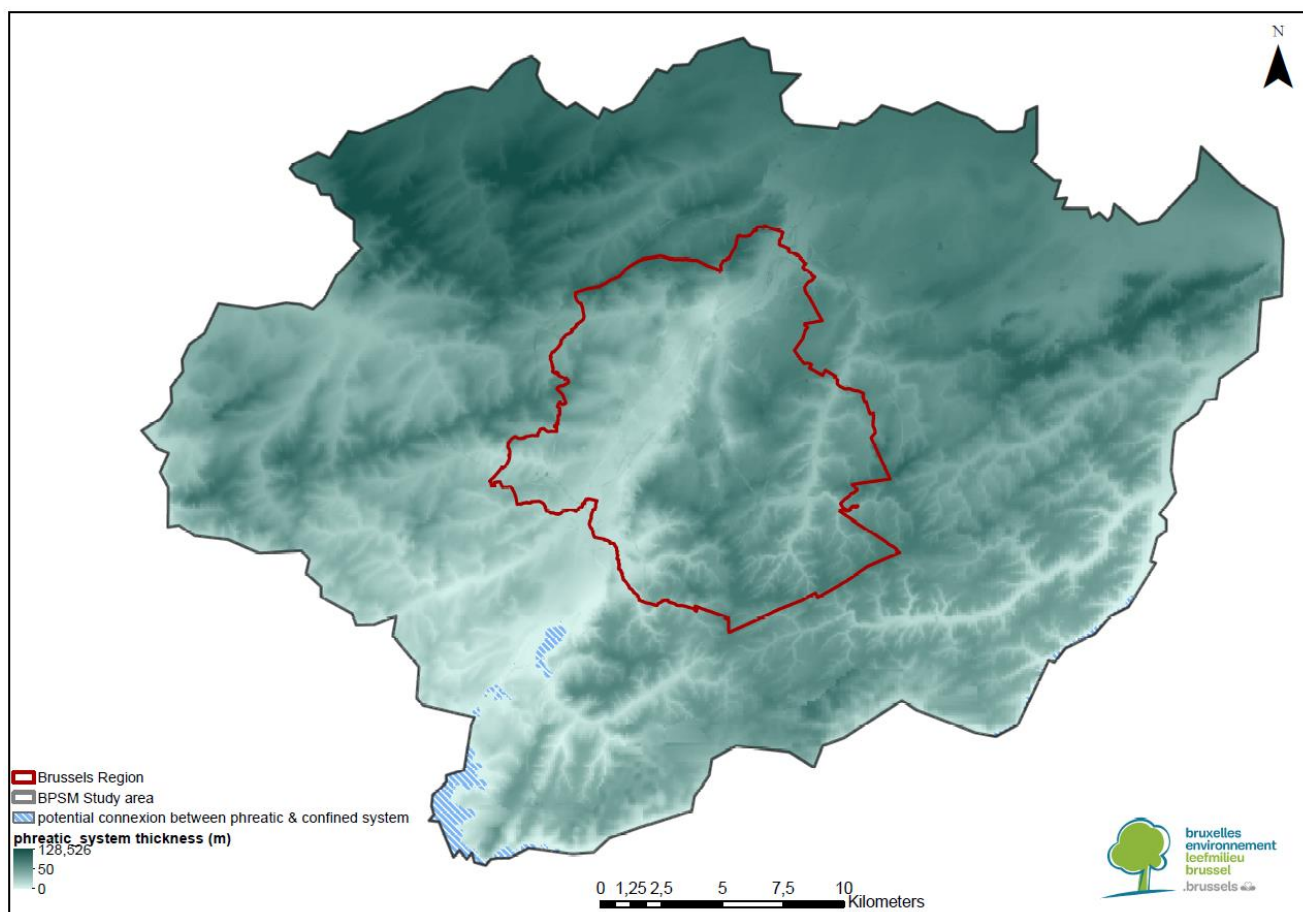 N
Brussels Region
BPSM Study area
potential connexion between phreatic & confined system
phreatic_system thickness (m)
128,526
50
0
0 1,25 2,5 5 7,5 10
Kilometers
bruxelles
environnement
leefmilieu
brussel
.brussels